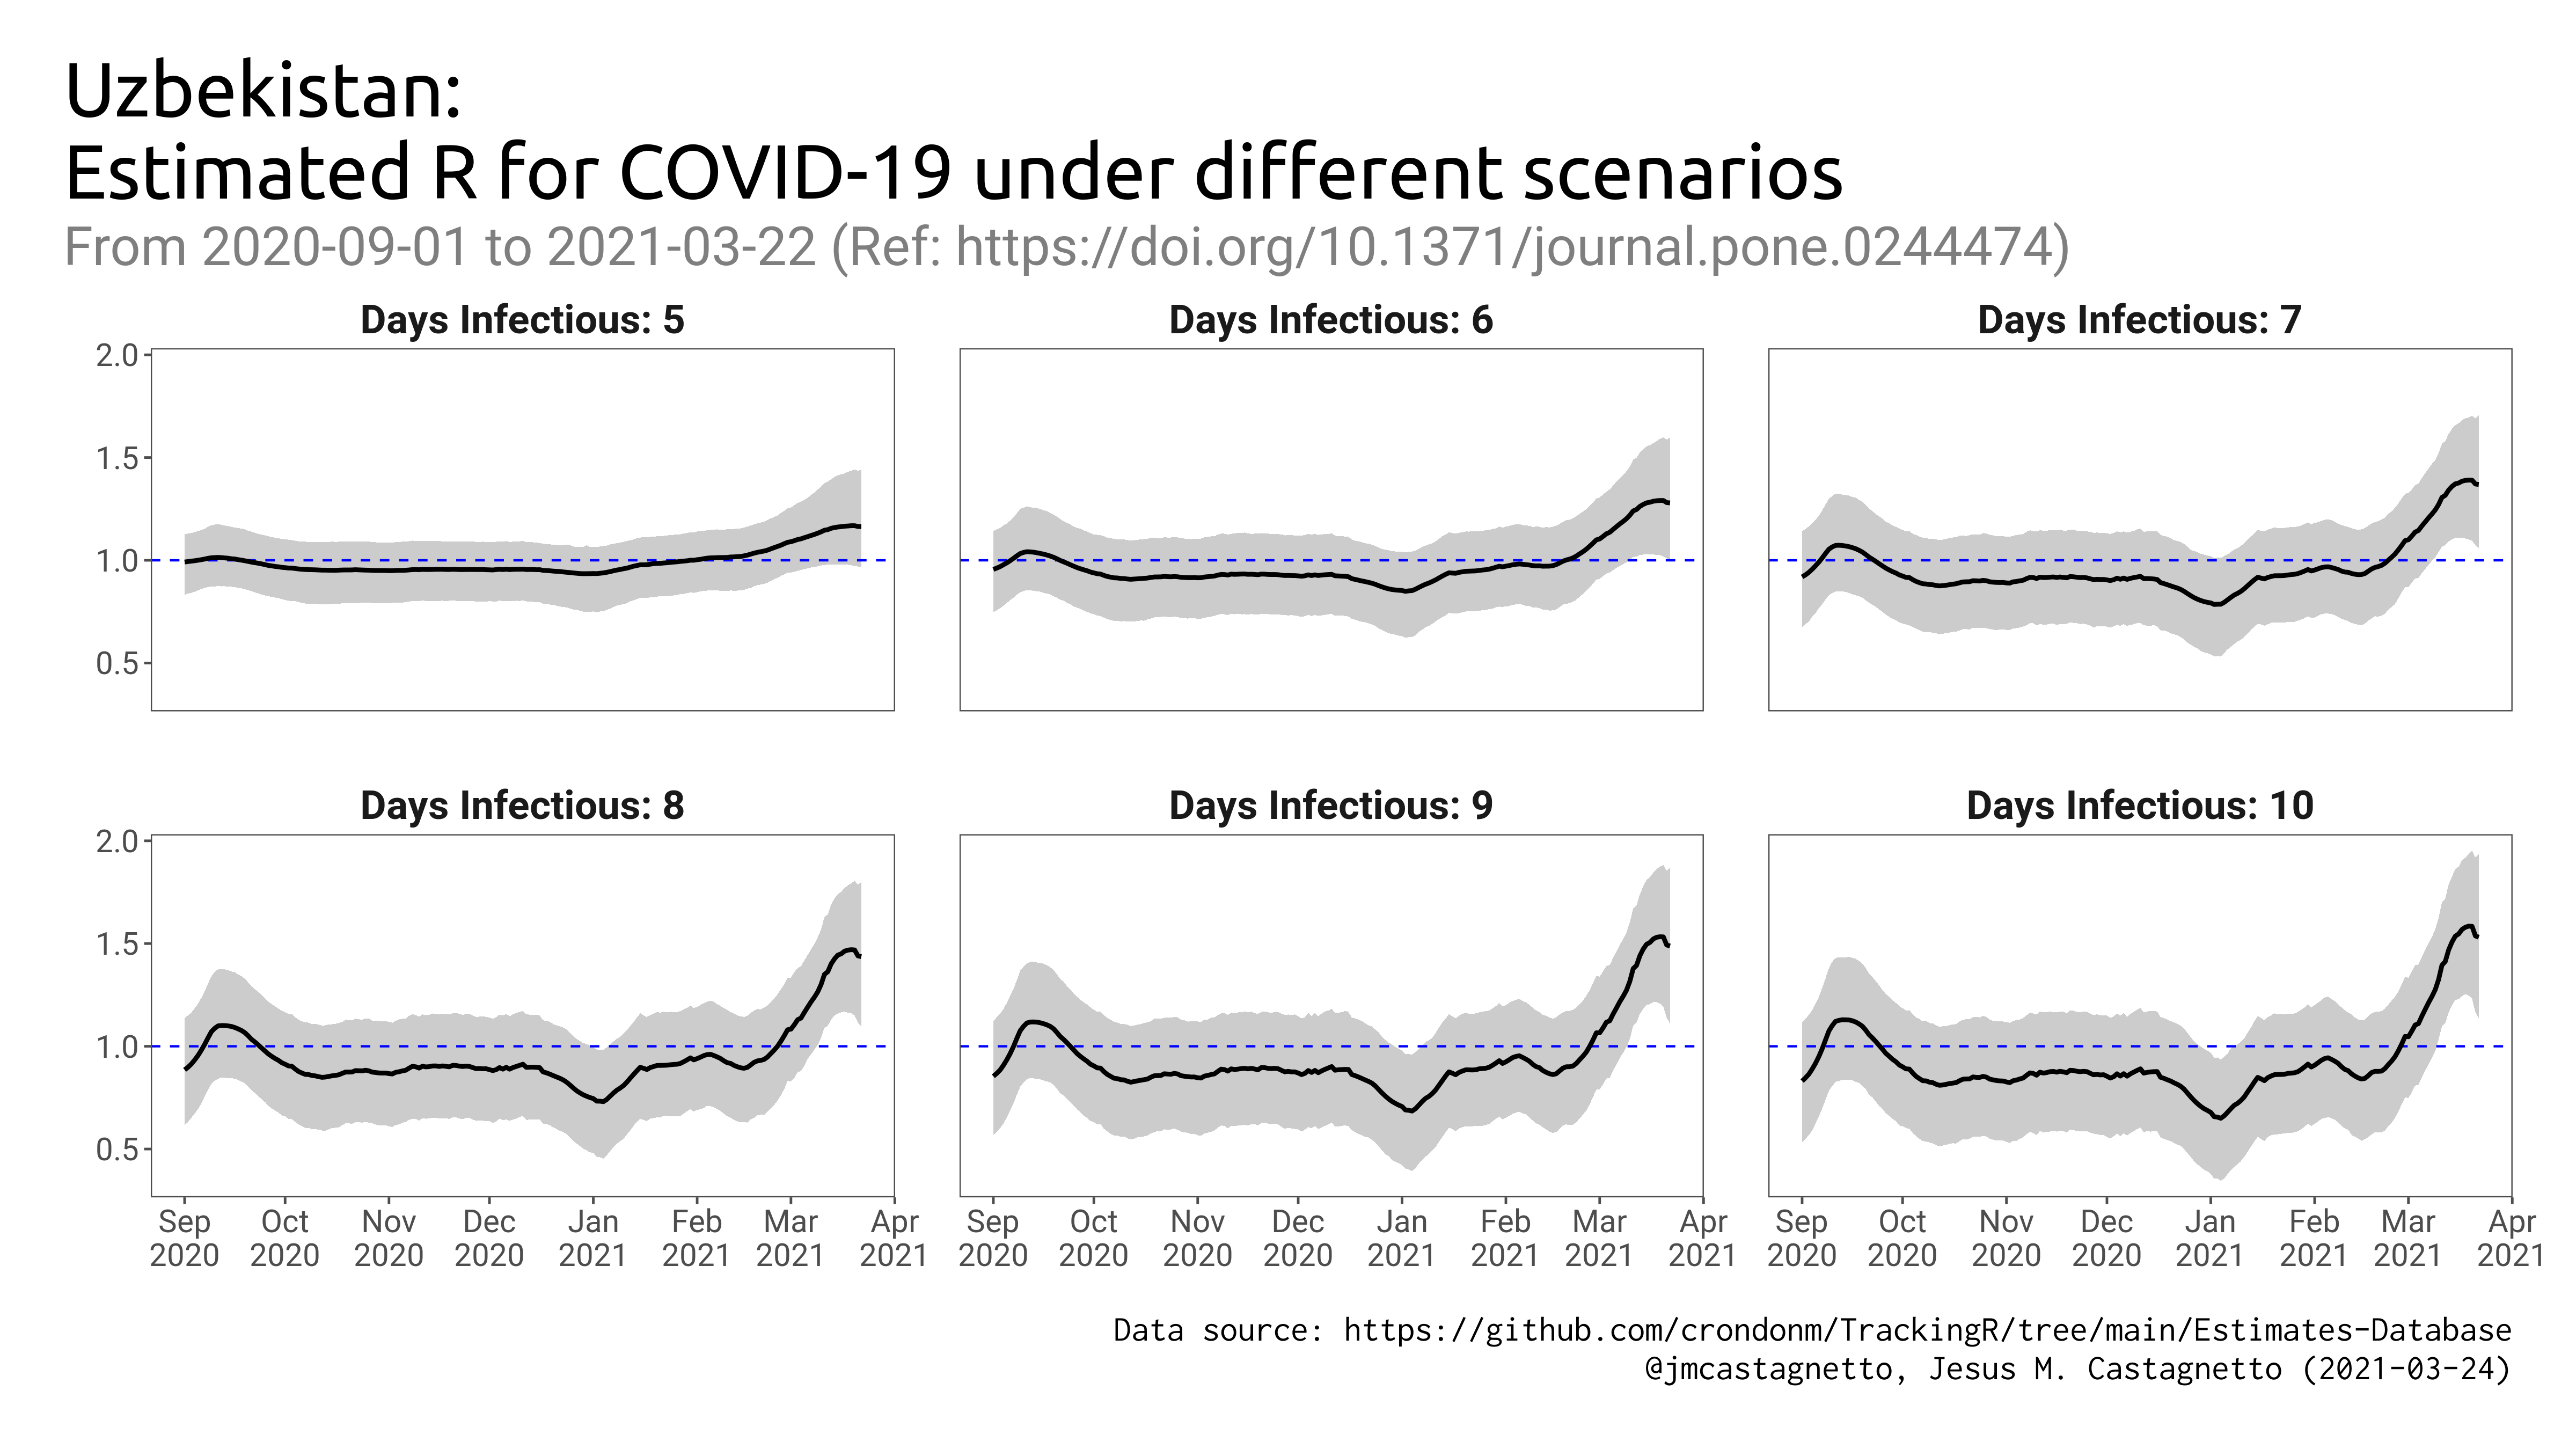 Uzbekistan:
Estimated R for COVID-19 under different scenarios
From 2020-09-01 to 2021-03-22 (Ref: https://doi.org/10.1371/journal.pone.0244474)
Days Infectious: 5
Days Infectious: 6
Days Infectious: 7
2.0
1.5
1.0
0.5
Days Infectious: 8
Days Infectious: 9
Days Infectious: 10
2.0
1.5
1.0
0.5
Sep Oct Nov Dec Jan Feb Mar Apr
2020 2020 2020 2020 2021 2021 2021 2021
Sep Oct Nov Dec Jan Feb Mar Apr
2020 2020 2020 2020 2021 2021 2021 2021
Sep Oct Nov Dec Jan Feb Mar Apr
2020 2020 2020 2020 2021 2021 2021 2021
Data source: https://github.com/crondonm/TrackingR/tree/main/Estimates-Database
@jmcastagnetto, Jesus M. Castagnetto (2021-03-24)